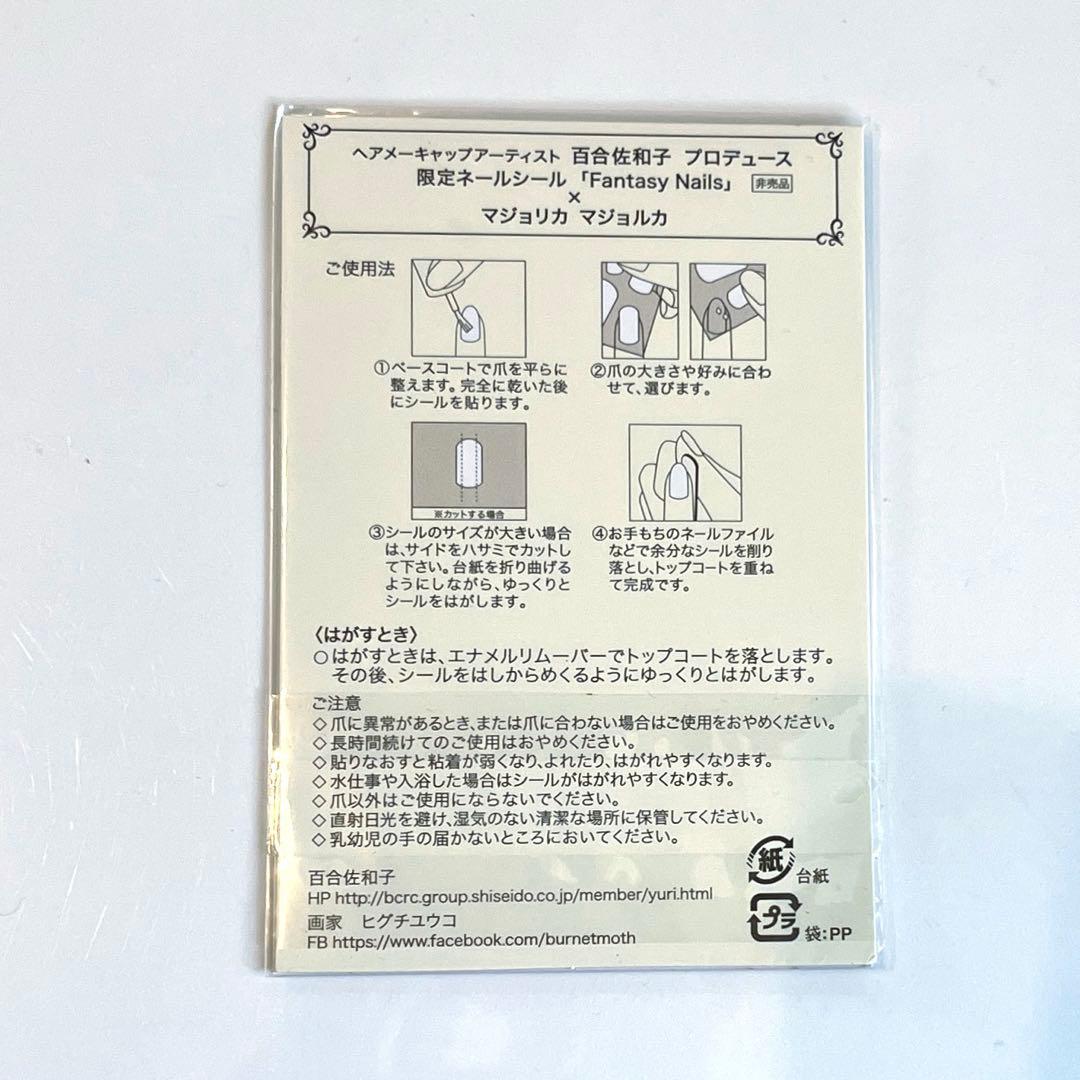 ヘアメーキャップアーティスト 百合佐和子 プロデュース
限定ネールシール 「Fantasy Nails」 非売品
×
マジョリカ マジョルカ
ご使用法
①ベースコートで爪を平らに
整えます。完全に乾いた後
にシールを貼ります。
②爪の大きさや好みに合わ
せて、選びます。
※カットする場合
③シールのサイズが大きい場合
は、サイドをハサミでカットし
て下さい。台紙を折り曲げる
ようにしながら、ゆっくりと
シールをはがします。
④お手もちのネールファイル
などで余分なシールを削り
落とし、トップコートを重ね
て完成です。
〈はがすとき〉
○はがすときは、エナメルリムーバーでトップコートを落とします。
その後、シールをはしからめくるようにゆっくりとはがします。
ご注意
◇爪に異常があるとき、または爪に合わない場合はご使用をおやめください。
◇長時間続けてのご使用はおやめください。
◇貼りなおすと粘着が弱くなり、よれたり、はがれやすくなります。
◇水仕事や入浴した場合はシールがはがれやすくなります。
◇爪以外はご使用にならないでください。
◇直射日光を避け、湿気のない清潔な場所に保管してください。
◇乳幼児の手の届かないところにおいてください。
紙 台紙
百合佐和子
HP http://bcrc.group.shiseido.co.jp/member/yuri.html
画家 ヒグチユウコ
FB https://www.facebook.com/burnetmoth
プラ 袋:PP